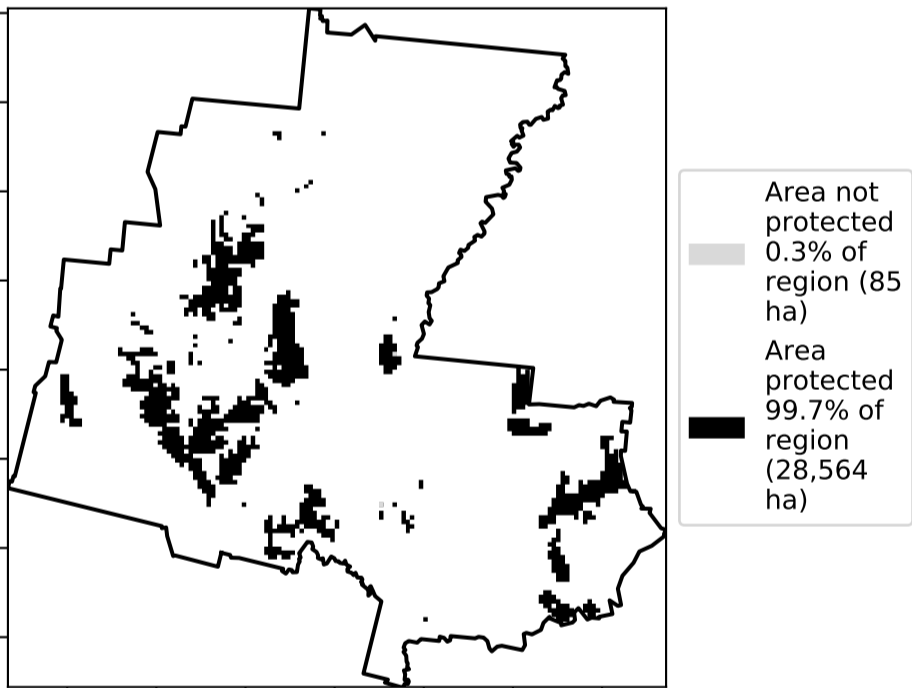 Area not
protected
0.3% of
region (85
ha)
Area
protected
99.7% of
region
(28,564
ha)